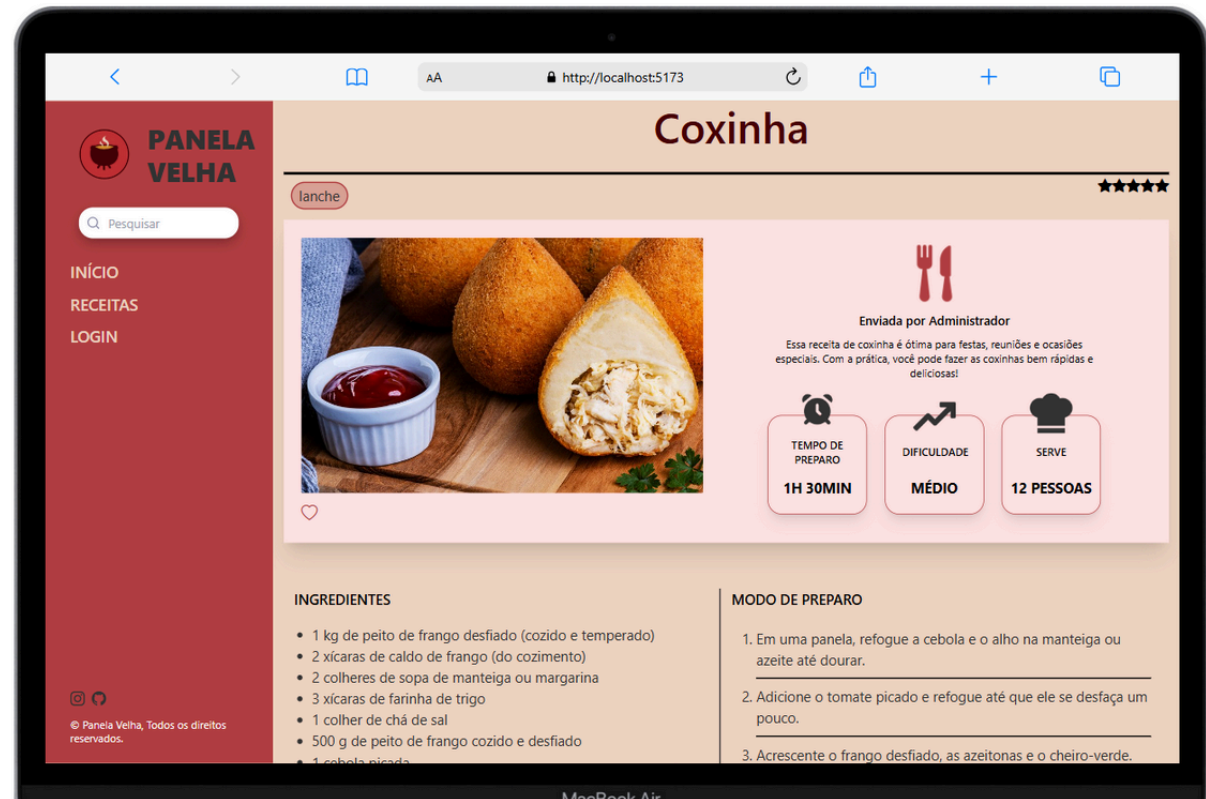 AA
http://localhost:5173
PANELA
VELHA
Pesquisar
INÍCIO
RECEITAS
LOGIN
© Panela Velha, Todos os direitos
reservados.
Coxinha
lanche
Enviada por Administrador
Essa receita de coxinha é ótima para festas, reuniões e ocasiões
especiais. Com a prática, você pode fazer as coxinhas bem rápidas e
deliciosas!
TEMPO DE
PREPARO
1H 30MIN
DIFICULDADE
MÉDIO
SERVE
12 PESSOAS
INGREDIENTES
• 1 kg de peito de frango desfiado (cozido e temperado)
• 2 xícaras de caldo de frango (do cozimento)
• 2 colheres de sopa de manteiga ou margarina
• 3 xícaras de farinha de trigo
• 1 colher de chá de sal
• 500 g de peito de frango cozido e desfiado
• 1 cebola picada
MODO DE PREPARO
1. Em uma panela, refogue a cebola e o alho na manteiga ou
azeite até dourar.
2. Adicione o tomate picado e refogue até que ele se desfaça um
pouco.
3. Acrescente o frango desfiado, as azeitonas e o cheiro-verde.
MacBook Air